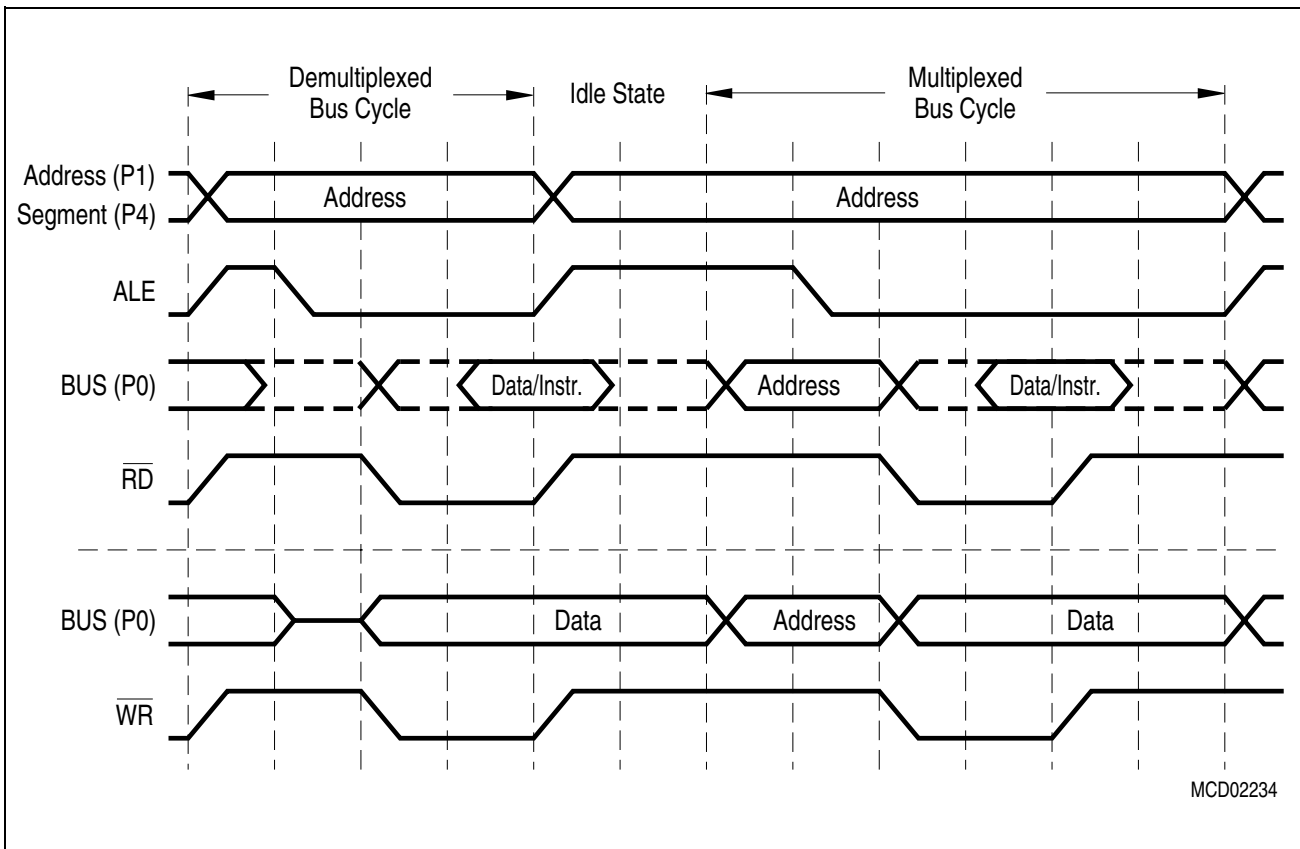 Demultiplexed
Bus Cycle
Idle State
Multiplexed
Bus Cycle
Address (P1)
Segment (P4)
Address
Address
ALE
BUS (P0)
Data/Instr.
Address
Data/Instr.
RD
BUS (P0)
Data
Address
Data
WR
MCD02234